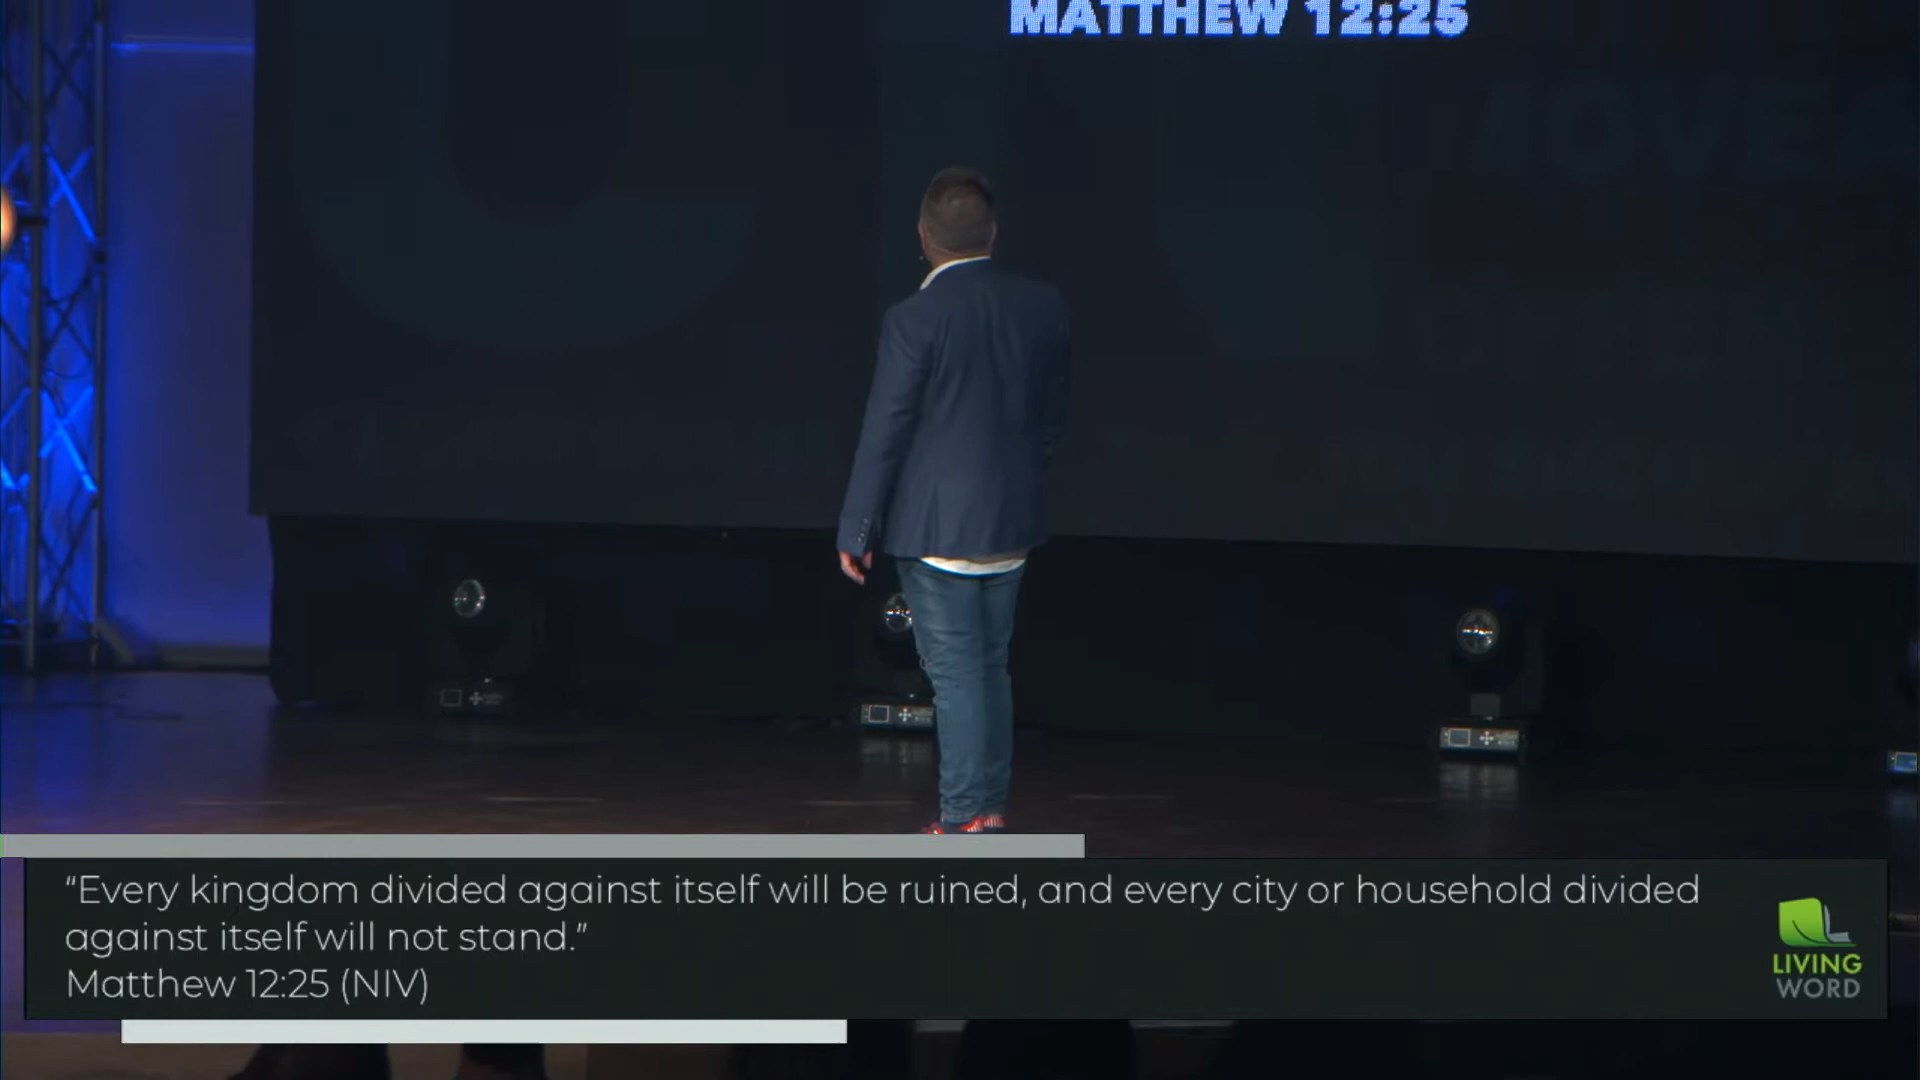 MATTHEW 12:25
“Every kingdom divided against itself will be ruined, and every city or household divided
against itself will not stand.”
Matthew 12:25 (NIV)
LIVING
WORD